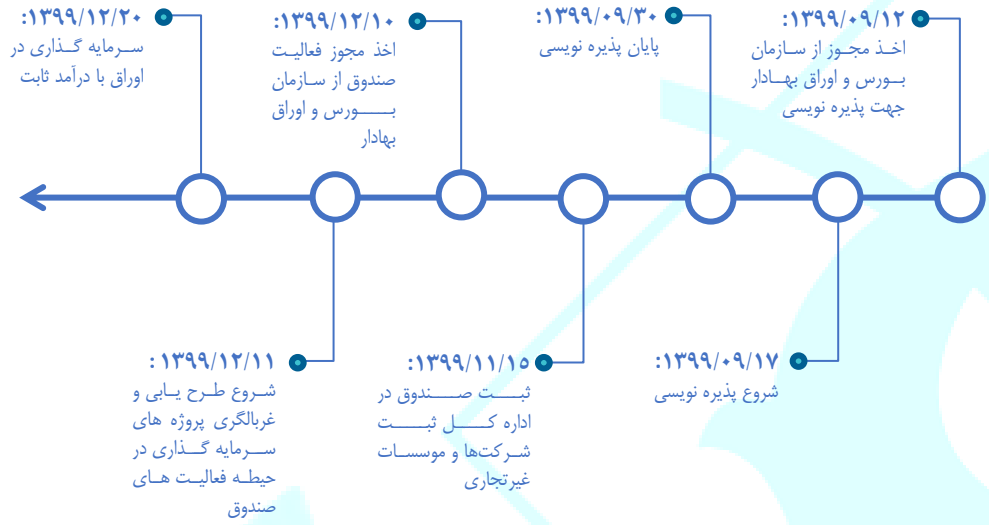 ۱۳۹۹/۰۹/۱۲:
اخذ مجوز از سازمان
بورس و اوراق بهادار
جهت پذیره نویسی
۱۳۹۹/۰۹/۱۷:
شروع پذیره نویسی
۱۳۹۹/۰۹/۳۰:
پایان پذیره نویسی
۱۳۹۹/۱۱/۱۵:
ثبت صندوق در
اداره کل ثبت
شرکت‌ها و موسسات
غیرتجاری
۱۳۹۹/۱۲/۱۰:
اخذ مجوز فعالیت
صندوق از سازمان
بورس و اوراق
بهادار
۱۳۹۹/۱۲/۱۱ :
شروع طرح یابی و
غربالگری پروژه های
سرمایه گذاری در
حیطه فعالیت های
صندوق
۱۳۹۹/۱۲/۲۰:
سرمایه گذاری در
اوراق با درآمد ثابت